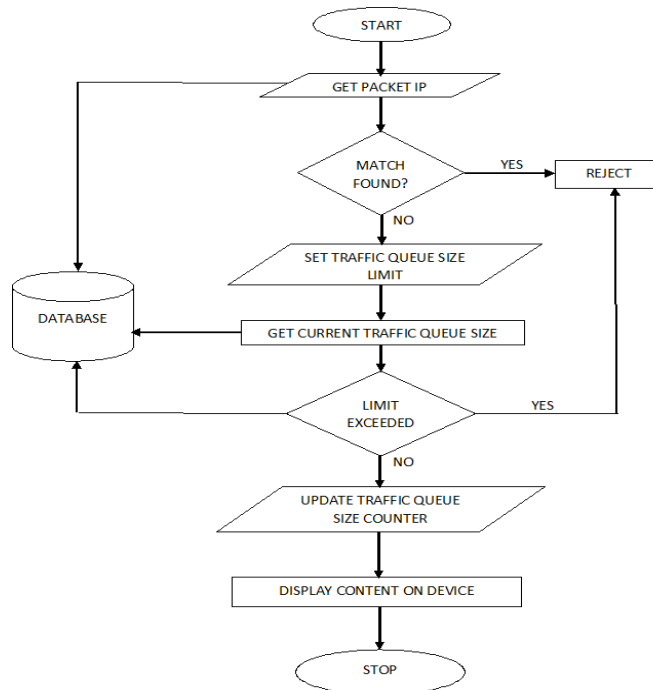 START
GET PACKET IP
MATCH
FOUND?
YES
REJECT
NO
SET TRAFFIC QUEUE SIZE
LIMIT
DATABASE
GET CURRENT TRAFFIC QUEUE SIZE
LIMIT
EXCEEDED
YES
NO
UPDATE TRAFFIC QUEUE
SIZE COUNTER
DISPLAY CONTENT ON DEVICE
STOP